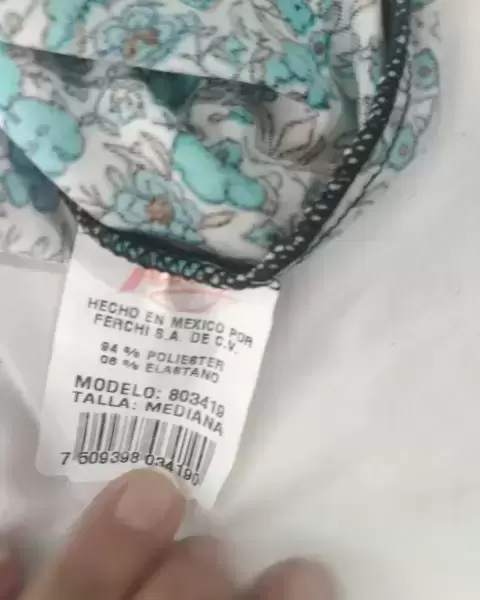 HECHO EN MEXICO POR
FERCHI S.A. DE C.V.
94 % POLIESTER
06 % ELASTANO
MODELO: 803419
TALLA: MEDIANA
7 509398 034190